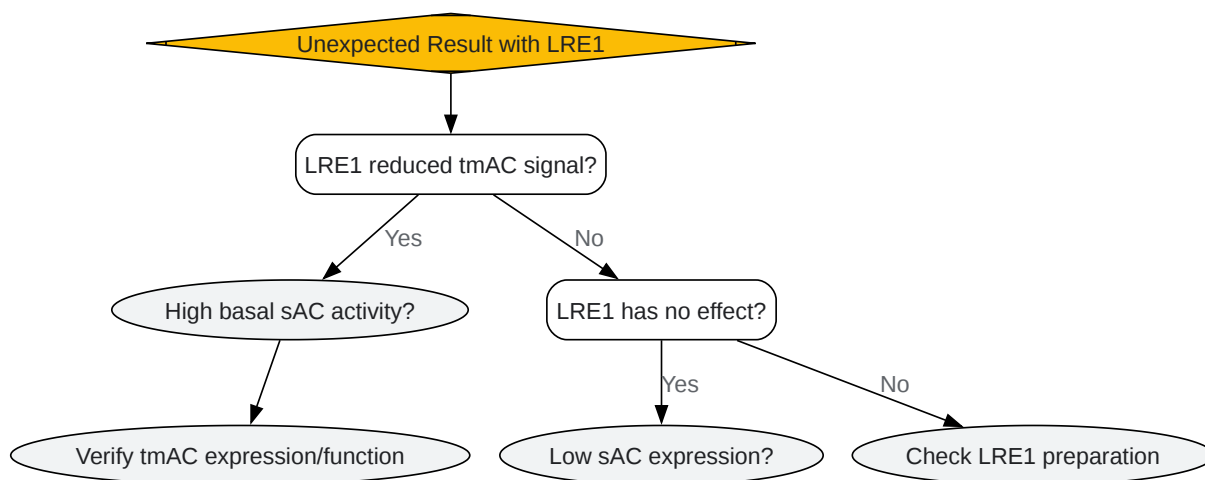 Unexpected Result with LRE1
LRE1 reduced tmAC signal?
Yes
No
High basal sAC activity?
LRE1 has no effect?
Yes
No
Verify tmAC expression/function
Low sAC expression?
Check LRE1 preparation